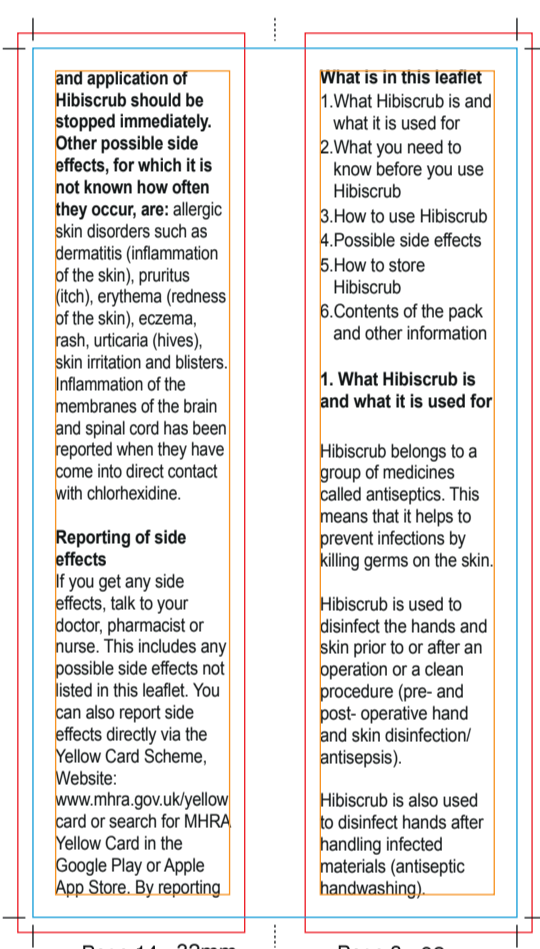 and application of
Hibiscrub should be
stopped immediately.
Other possible side
effects, for which it is
not known how often
they occur, are: allergic
skin disorders such as
dermatitis (inflammation
of the skin), pruritus
(itch), erythema (redness
of the skin), eczema,
rash, urticaria (hives),
skin irritation and blisters.
Inflammation of the
membranes of the brain
and spinal cord has been
reported when they have
come into direct contact
with chlorhexidine.
Reporting of side
effects
If you get any side
effects, talk to your
doctor, pharmacist or
nurse. This includes any
possible side effects not
listed in this leaflet. You
can also report side
effects directly via the
Yellow Card Scheme,
Website:
www.mhra.gov.uk/yellow
card or search for MHRA
Yellow Card in the
Google Play or Apple
App Store. By reporting
What is in this leaflet
1.What Hibiscrub is and
what it is used for
2.What you need to
know before you use
Hibiscrub
3.How to use Hibiscrub
4.Possible side effects
5.How to store
Hibiscrub
6.Contents of the pack
and other information
1. What Hibiscrub is
and what it is used for
Hibiscrub belongs to a
group of medicines
called antiseptics. This
means that it helps to
prevent infections by
killing germs on the skin.
Hibiscrub is used to
disinfect the hands and
skin prior to or after an
operation or a clean
procedure (pre- and
post- operative hand
and skin disinfection/
antisepsis).
Hibiscrub is also used
to disinfect hands after
handling infected
materials (antiseptic
handwashing).